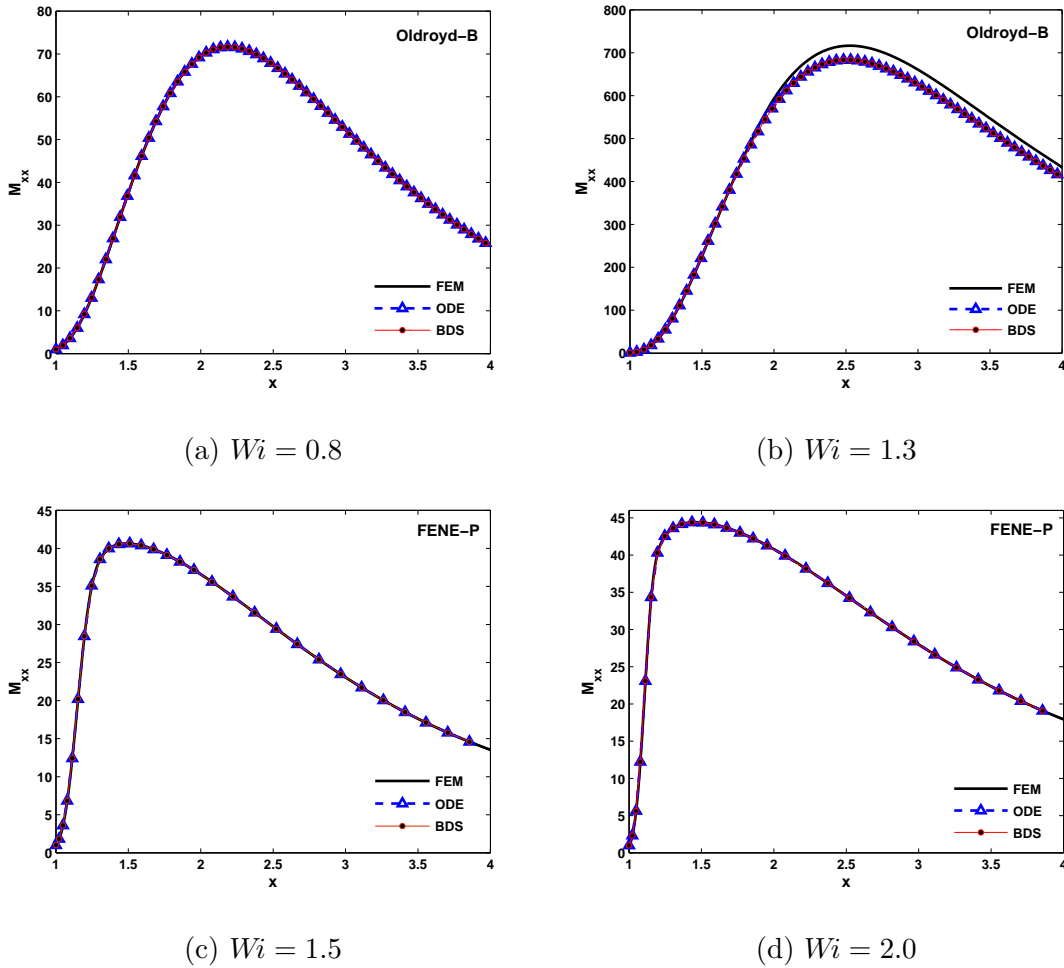 Oldroyd−B
80
70
60
50
40
30
20
10
0
M_xx
1 1.5 2 2.5 3 3.5 4
x
FEM
ODE
BDS
(a) Wi = 0.8
Oldroyd−B
800
700
600
500
400
300
200
100
0
M_xx
1 1.5 2 2.5 3 3.5 4
x
FEM
ODE
BDS
(b) Wi = 1.3
FENE−P
45
40
35
30
25
20
15
10
5
0
M_xx
1 1.5 2 2.5 3 3.5 4
x
FEM
ODE
BDS
(c) Wi = 1.5
FENE−P
45
40
35
30
25
20
15
10
5
0
M_xx
1 1.5 2 2.5 3 3.5 4
x
FEM
ODE
BDS
(d) Wi = 2.0